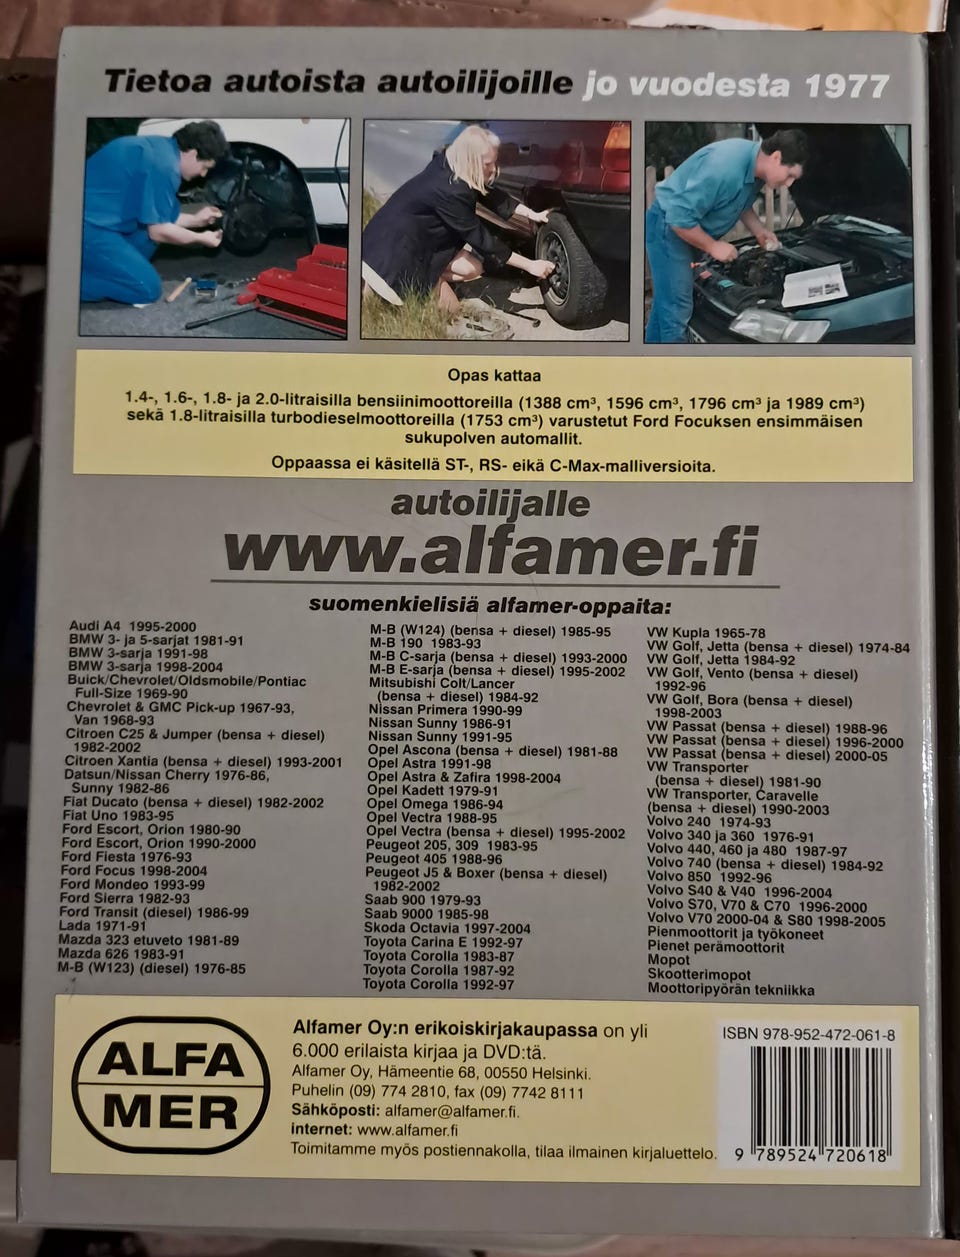 Tietoa autoista autoilijoille jo vuodesta 1977
Opas kattaa
1.4-, 1.6-, 1.8- ja 2.0-litraisilla bensiinimoottoreilla (1388 cm³, 1596 cm³, 1796 cm³ ja 1989 cm³)
sekä 1.8-litraisilla turbodieselmoottoreilla (1753 cm³) varustetut Ford Focuksen ensimmäisen
sukupolven automallit.
Oppaassa ei käsitellä ST-, RS- eikä C-Max-malliversioita.
autoilijalle
www.alfamer.fi
suomenkielisiä alfamer-oppaita:
Audi A4 1995-2000
BMW 3- ja 5-sarjat 1981-91
BMW 3-sarja 1991-98
BMW 3-sarja 1998-2004
Buick/Chevrolet/Oldsmobile/Pontiac
Full-Size 1969-90
Chevrolet & GMC Pick-up 1967-93,
Van 1968-93
Citroen C25 & Jumper (bensa + diesel)
1982-2002
Citroen Xantia (bensa + diesel) 1993-2001
Datsun/Nissan Cherry 1976-86,
Sunny 1982-86
Fiat Ducato (bensa + diesel) 1982-2002
Fiat Uno 1983-95
Ford Escort, Orion 1980-90
Ford Escort, Orion 1990-2000
Ford Fiesta 1976-93
Ford Focus 1998-2004
Ford Mondeo 1993-99
Ford Sierra 1982-93
Ford Transit (diesel) 1986-99
Lada 1971-91
Mazda 323 etuveto 1981-89
Mazda 626 1983-91
M-B (W123) (diesel) 1976-85
M-B (W124) (bensa + diesel) 1985-95
M-B 190 1983-93
M-B C-sarja (bensa + diesel) 1993-2000
M-B E-sarja (bensa + diesel) 1995-2002
Mitsubishi Colt/Lancer
(bensa + diesel) 1984-92
Nissan Primera 1990-99
Nissan Sunny 1986-91
Nissan Sunny 1991-95
Opel Ascona (bensa + diesel) 1981-88
Opel Astra 1991-98
Opel Astra & Zafira 1998-2004
Opel Kadett 1979-91
Opel Omega 1986-94
Opel Vectra 1988-95
Opel Vectra (bensa + diesel) 1995-2002
Peugeot 205, 309 1983-95
Peugeot 405 1988-96
Peugeot J5 & Boxer (bensa + diesel)
1982-2002
Saab 900 1979-93
Saab 9000 1985-98
Skoda Octavia 1997-2004
Toyota Carina E 1992-97
Toyota Corolla 1983-87
Toyota Corolla 1987-92
Toyota Corolla 1992-97
VW Kupla 1965-78
VW Golf, Jetta (bensa + diesel) 1974-84
VW Golf, Jetta 1984-92
VW Golf, Vento (bensa + diesel)
1992-96
VW Golf, Bora (bensa + diesel)
1998-2003
VW Passat (bensa + diesel) 1988-96
VW Passat (bensa + diesel) 1996-2000
VW Passat (bensa + diesel) 2000-05
VW Transporter
(bensa + diesel) 1981-90
VW Transporter, Caravelle
(bensa + diesel) 1990-2003
Volvo 240 1974-93
Volvo 340 ja 360 1976-91
Volvo 440, 460 ja 480 1987-97
Volvo 740 (bensa + diesel) 1984-92
Volvo 850 1992-96
Volvo S40 & V40 1996-2004
Volvo S70, V70 & C70 1996-2000
Volvo V70 2000-04 & S80 1998-2005
Pienmoottorit ja työkoneet
Pienet perämoottorit
Mopot
Skootterimopot
Moottoripyörän tekniikka
ALFA
MER
Alfamer Oy:n erikoiskirjakaupassa on yli
6.000 erilaista kirjaa ja DVD:tä.
Alfamer Oy, Hämeentie 68, 00550 Helsinki.
Puhelin (09) 774 2810, fax (09) 7742 8111
Sähköposti: alfamer@alfamer.fi.
internet: www.alfamer.fi
Toimitamme myös postiennakolla, tilaa ilmainen kirjaluettelo.
ISBN 978-952-472-061-8
9 789524 720618